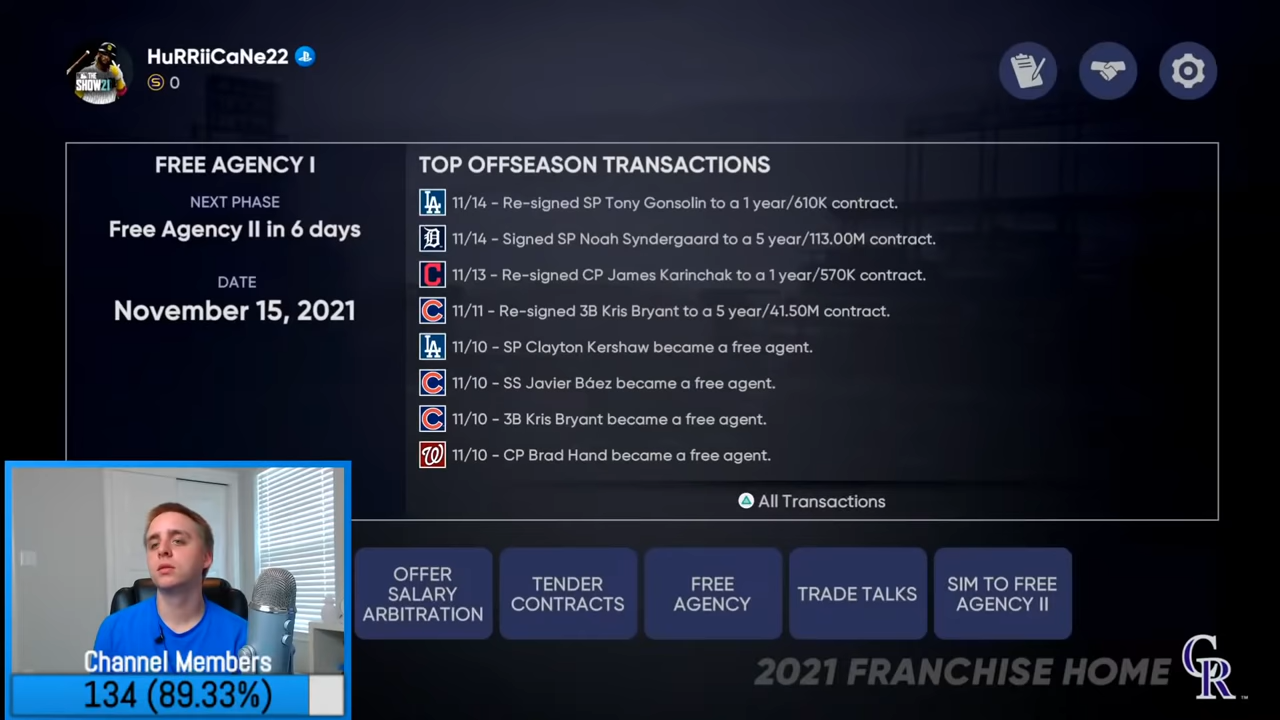 HuRRiiCaNe22
0
THE
SHOW21
FREE AGENCY I
NEXT PHASE
Free Agency II in 6 days
DATE
November 15, 2021
TOP OFFSEASON TRANSACTIONS
11/14 - Re-signed SP Tony Gonsolin to a 1 year/610K contract.
11/14 - Signed SP Noah Syndergaard to a 5 year/113.00M contract.
11/13 - Re-signed CP James Karinchak to a 1 year/570K contract.
11/11 - Re-signed 3B Kris Bryant to a 5 year/41.50M contract.
11/10 - SP Clayton Kershaw became a free agent.
11/10 - SS Javier Báez became a free agent.
11/10 - 3B Kris Bryant became a free agent.
11/10 - CP Brad Hand became a free agent.
All Transactions
OFFER
SALARY
ARBITRATION
TENDER
CONTRACTS
FREE
AGENCY
TRADE TALKS
SIM TO FREE
AGENCY II
2021 FRANCHISE HOME
CR
Channel Members
134 (89.33%)